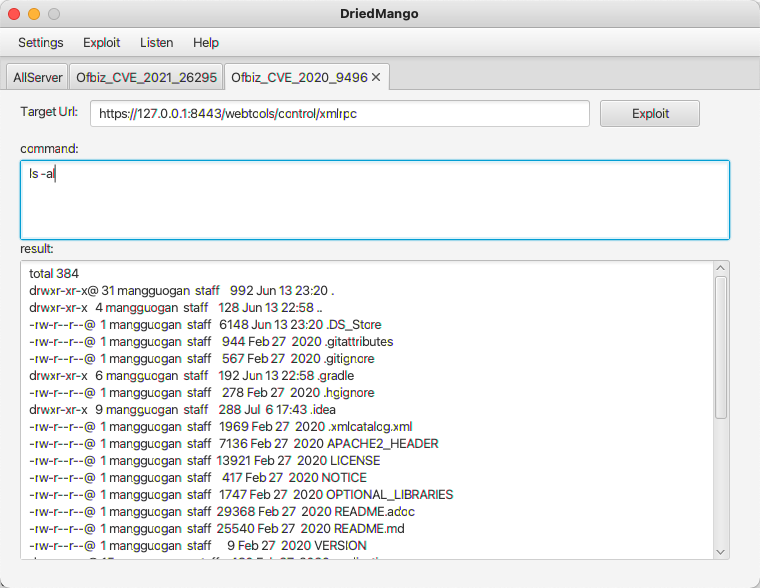 DriedMango
Settings Exploit Listen Help
AllServer Ofbiz_CVE_2021_26295 Ofbiz_CVE_2020_9496 ✕
Target Url: https://127.0.0.1:8443/webtools/control/xmlrpc Exploit
command:
ls -al
result:
total 384
drwxr-xr-x@ 31 mangguogan staff 992 Jun 13 23:20 .
drwxr-xr-x 4 mangguogan staff 128 Jun 13 22:58 ..
-rw-r--r--@ 1 mangguogan staff 6148 Jun 13 23:20 .DS_Store
-rw-r--r--@ 1 mangguogan staff 944 Feb 27 2020 .gitattributes
-rw-r--r--@ 1 mangguogan staff 567 Feb 27 2020 .gitignore
drwxr-xr-x 6 mangguogan staff 192 Jun 13 22:58 .gradle
-rw-r--r--@ 1 mangguogan staff 278 Feb 27 2020 .hgignore
drwxr-xr-x 9 mangguogan staff 288 Jul 6 17:43 .idea
-rw-r--r--@ 1 mangguogan staff 1969 Feb 27 2020 .xmlcatalog.xml
-rw-r--r--@ 1 mangguogan staff 7136 Feb 27 2020 APACHE2_HEADER
-rw-r--r--@ 1 mangguogan staff 13921 Feb 27 2020 LICENSE
-rw-r--r--@ 1 mangguogan staff 417 Feb 27 2020 NOTICE
-rw-r--r--@ 1 mangguogan staff 1747 Feb 27 2020 OPTIONAL_LIBRARIES
-rw-r--r--@ 1 mangguogan staff 29368 Feb 27 2020 README.adoc
-rw-r--r--@ 1 mangguogan staff 25540 Feb 27 2020 README.md
-rw-r--r--@ 1 mangguogan staff 9 Feb 27 2020 VERSION